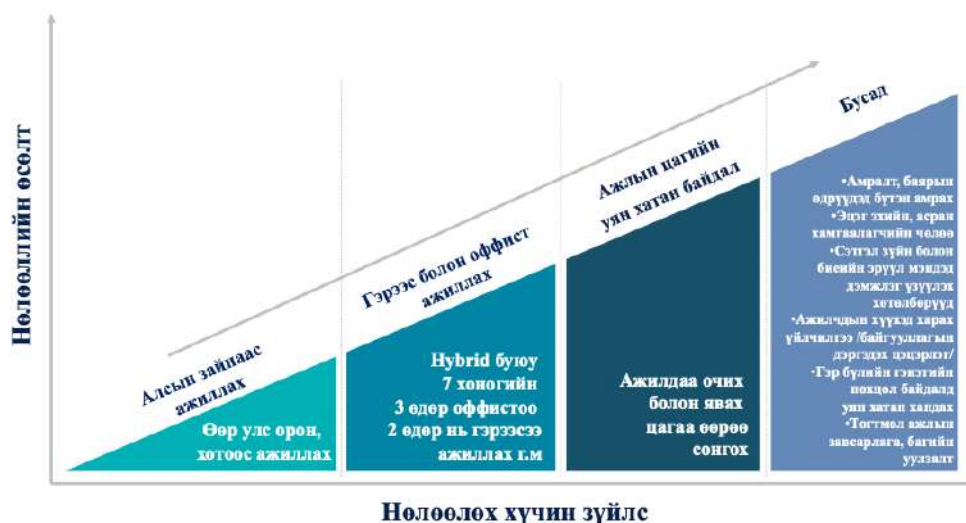 Нөлөөллийн өсөлт
Алсын зайнаас
ажиллах
Өөр улс орон,
хотоос ажиллах
Гэрээс болон оффист
ажиллах
Hybrid буюу
7 хоногийн
3 өдөр оффистоо
2 өдөр нь гэрээсээ
ажиллах г.м
Ажлын цагийн
уян хатан байдал
Ажилдаа очих
болон явах
цагаа өөрөө
сонгох
Бусад
•Амралт, баярын
өдрүүдэд бүтэн амрах
•Эцэг эхийн, асран
хамгаалагчийн чөлөө
•Сэтгэл зүйн болон
биеийн эрүүл мэндэд
дэмжлэг үзүүлэх
хөтөлбөрүүд
•Ажилчдын хүүхэд харах
үйлчилгээ /байгууллагын
дэргэдэх цэцэрлэг/
•Гэр бүлийн гэнэтийн
нөхцөл байдалд
уян хатан хандах
•Тогтмол ажлын
завсарлага, багийн
уулзалт
Нөлөөлөх хүчин зүйлс